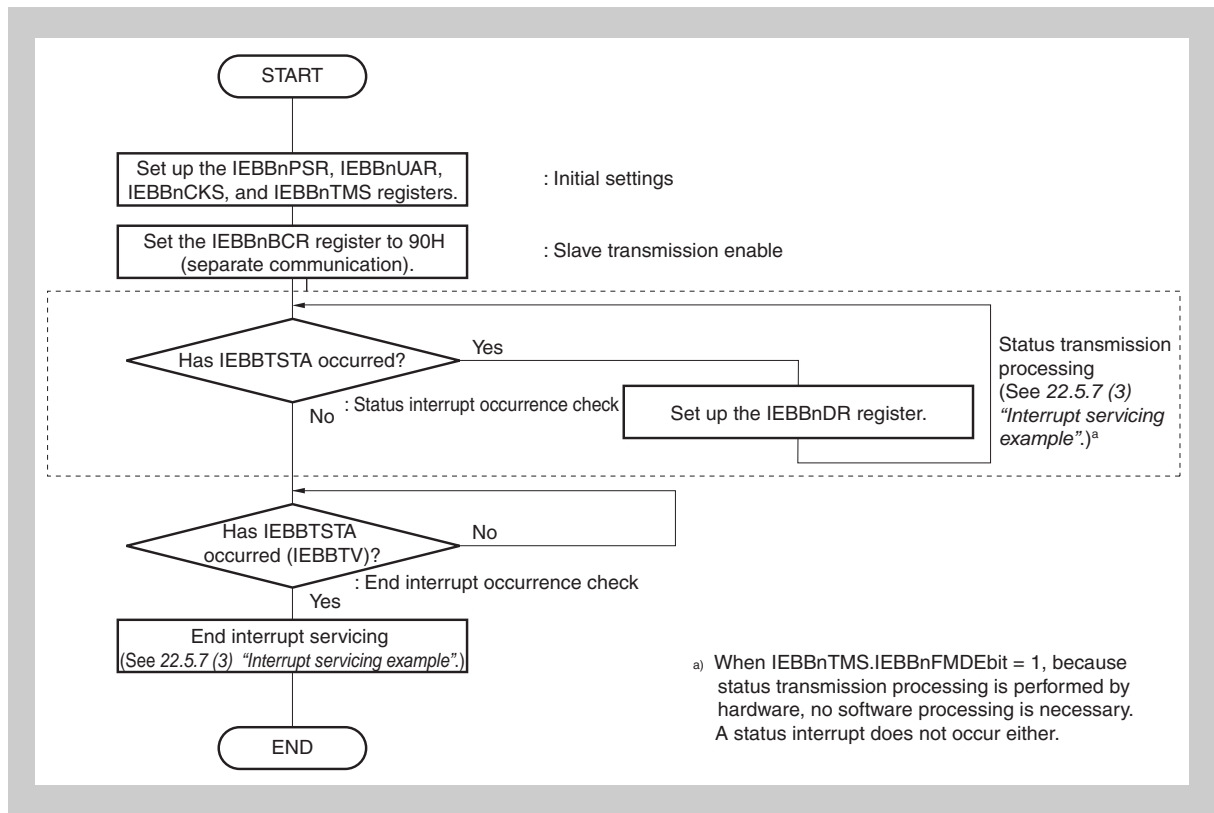 START
Set up the IEBBnPSR, IEBBnUAR,
IEBBnCKS, and IEBBnTMS registers.
: Initial settings
Set the IEBBnBCR register to 90H
(separate communication).
: Slave transmission enable
Has IEBBTSTA occurred?
Yes
No
: Status interrupt occurrence check
Set up the IEBBnDR register.
Status transmission
processing
(See 22.5.7 (3)
“Interrupt servicing
example”.)a
Has IEBBTSTA
occurred (IEBBTV)?
No
: End interrupt occurrence check
Yes
End interrupt servicing
(See 22.5.7 (3) “Interrupt servicing example”.)
END
a) When IEBBnTMS.IEBBnFMDEbit = 1, because
status transmission processing is performed by
hardware, no software processing is necessary.
A status interrupt does not occur either.